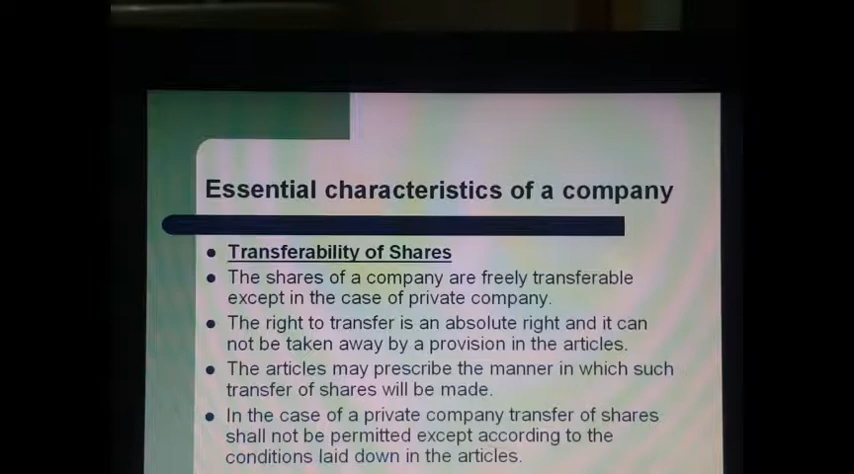 Essential characteristics of a company
Transferability of Shares
The shares of a company are freely transferable
except in the case of private company.
The right to transfer is an absolute right and it can
not be taken away by a provision in the articles.
The articles may prescribe the manner in which such
transfer of shares will be made.
In the case of a private company transfer of shares
shall not be permitted except according to the
conditions laid down in the articles.